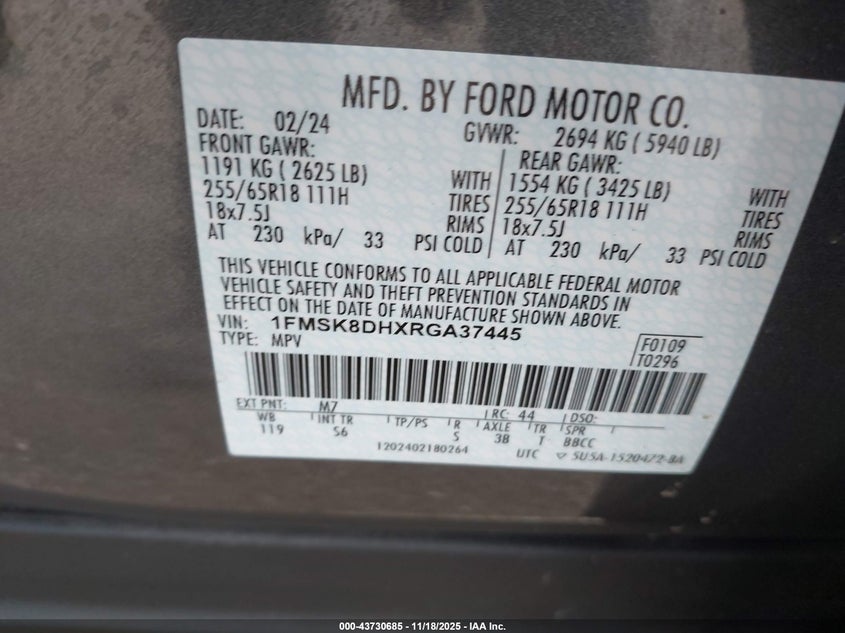 MFD. BY FORD MOTOR CO.
DATE: 02/24 GVWR: 2694 KG ( 5940 LB)
FRONT GAWR: REAR GAWR:
1191 KG ( 2625 LB) WITH 1554 KG ( 3425 LB) WITH
255/65R18 111H TIRES 255/65R18 111H TIRES
18x7.5J RIMS 18x7.5J RIMS
AT 230 kPa/ 33 PSI COLD AT 230 kPa/ 33 PSI COLD
THIS VEHICLE CONFORMS TO ALL APPLICABLE FEDERAL MOTOR
VEHICLE SAFETY AND THEFT PREVENTION STANDARDS IN
EFFECT ON THE DATE OF MANUFACTURE SHOWN ABOVE.
VIN: 1FMSK8DHXRGA37445
TYPE: MPV
F0109
T0296
EXT PNT: M7 RC: 44 DSO:
WB INT TR TP/PS R AXLE TR SPR
119 S6 S 3B T BBCC
1202402180264 UTC ▽ 5U5A-1520472-BA
000-43730685 - 11/18/2025 - IAA Inc.